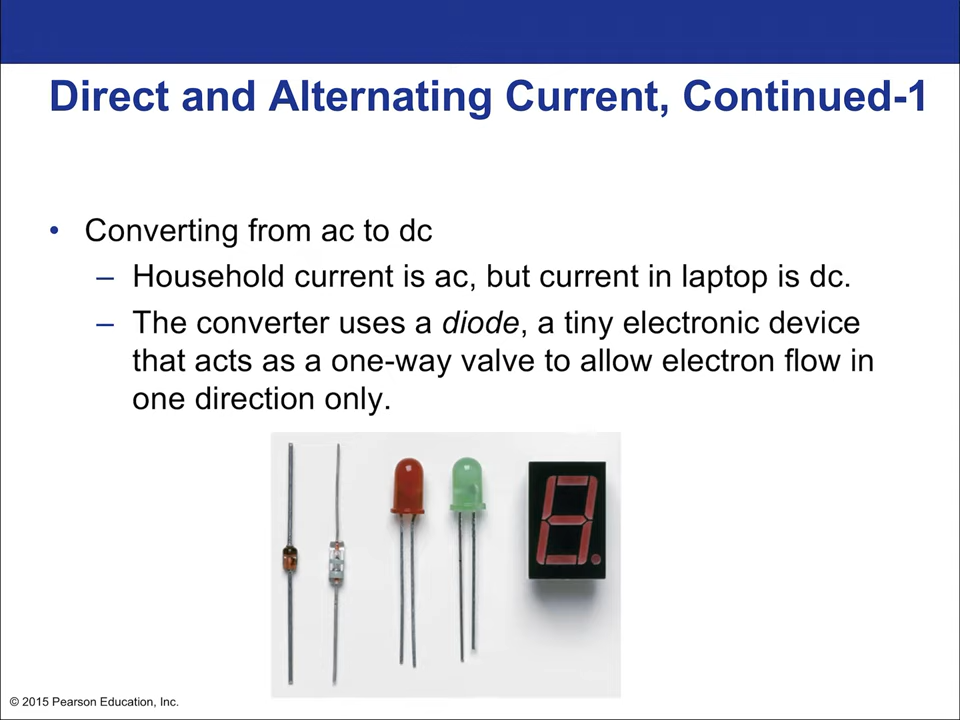 Direct and Alternating Current, Continued-1
• Converting from ac to dc
– Household current is ac, but current in laptop is dc.
– The converter uses a diode, a tiny electronic device
that acts as a one-way valve to allow electron flow in
one direction only.
8.
© 2015 Pearson Education, Inc.